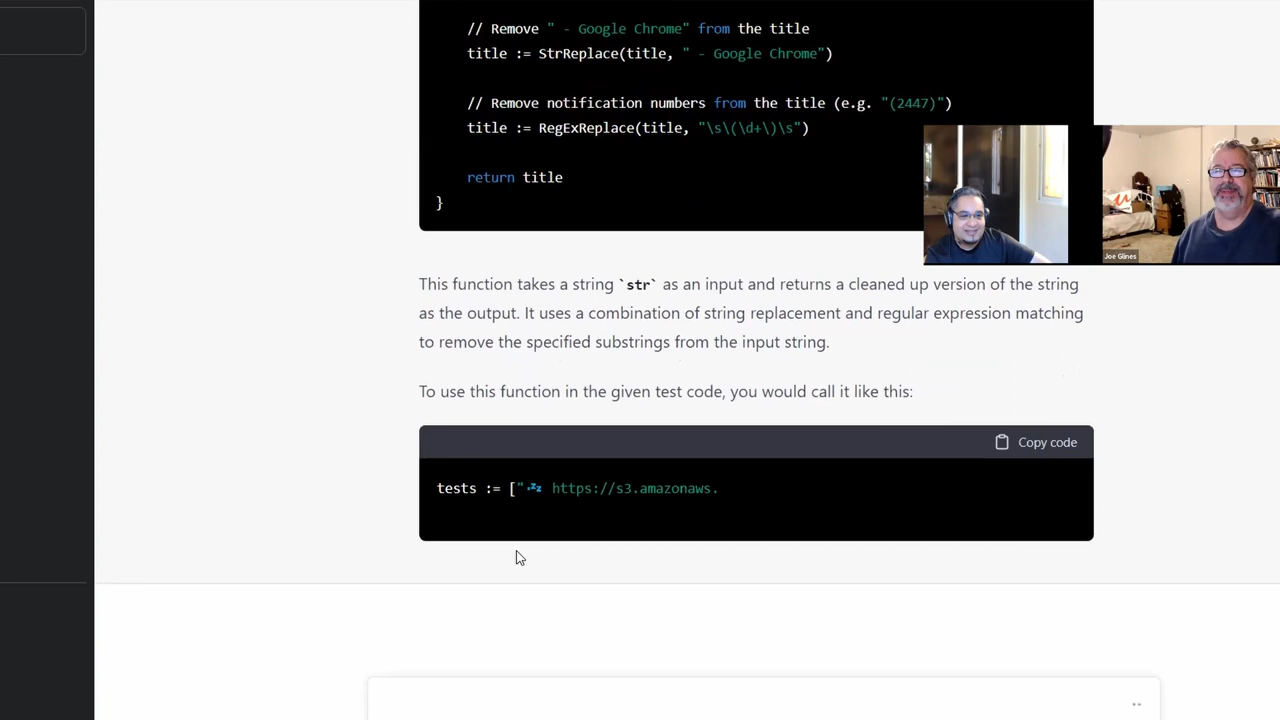 // Remove " - Google Chrome" from the title
title := StrReplace(title, " - Google Chrome")
// Remove notification numbers from the title (e.g. "(2447)")
title := RegExReplace(title, "\s\(\d+\)\s")
return title
}
Joe Glines
This function takes a string `str` as an input and returns a cleaned up version of the string
as the output. It uses a combination of string replacement and regular expression matching
to remove the specified substrings from the input string.
To use this function in the given test code, you would call it like this:
Copy code
tests := ["💤 https://s3.amazonaws.